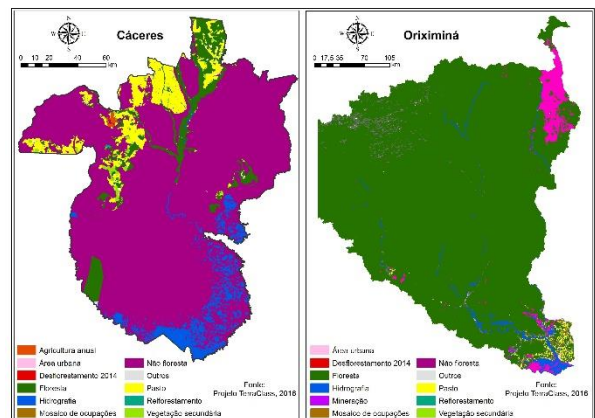 Cáceres
0 10 20 40 60
km
Agricultura anual
Área urbana
Desflorestamento 2014
Floresta
Hidrografia
Mosaico de ocupações
Não floresta
Outros
Pasto
Reflorestamento
Vegetação secundária
Fonte:
Projeto TerraClass, 2016
Oriximiná
0 17,5 35 70 105
km
Área urbana
Desflorestamento 2014
Floresta
Hidrografia
Mineração
Mosaico de ocupações
Não floresta
Outros
Pasto
Reflorestamento
Vegetação secundária
Fonte:
Projeto TerraClass, 2016